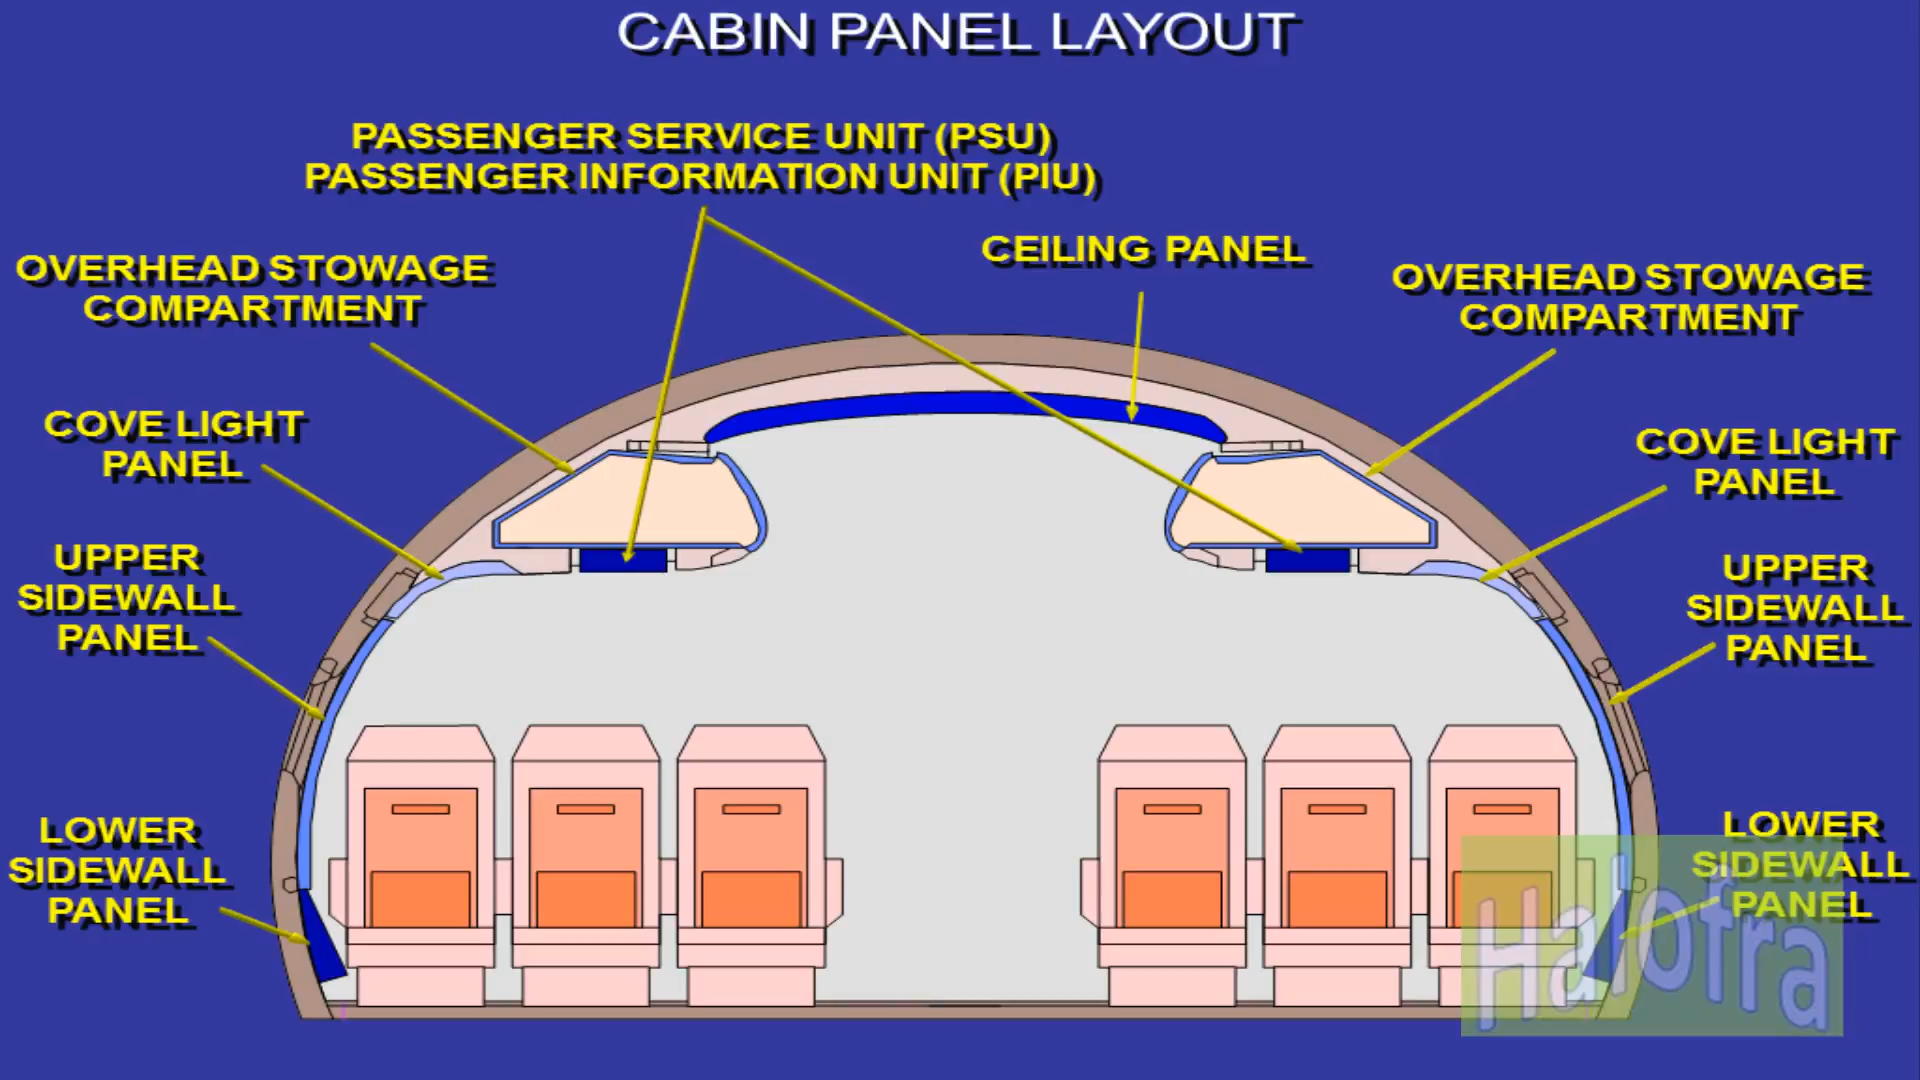 CABIN PANEL LAYOUT
PASSENGER SERVICE UNIT (PSU)
PASSENGER INFORMATION UNIT (PIU)
CEILING PANEL
OVERHEAD STOWAGE
COMPARTMENT
OVERHEAD STOWAGE
COMPARTMENT
COVE LIGHT
PANEL
COVE LIGHT
PANEL
UPPER
SIDEWALL
PANEL
UPPER
SIDEWALL
PANEL
LOWER
SIDEWALL
PANEL
LOWER
SIDEWALL
PANEL
Halofra